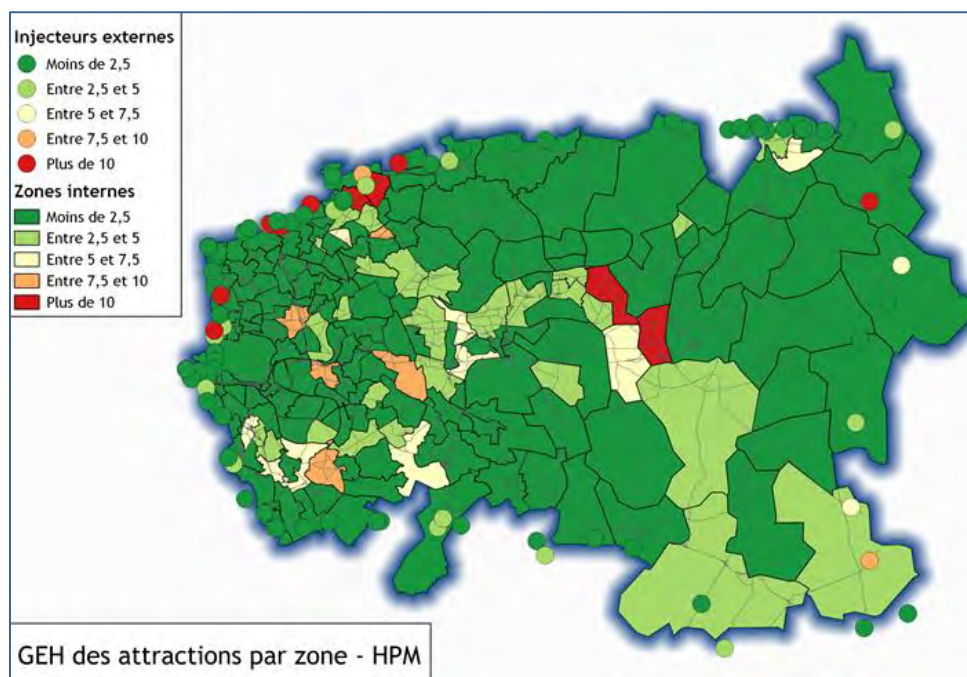 Injecteurs externes
Moins de 2,5
Entre 2,5 et 5
Entre 5 et 7,5
Entre 7,5 et 10
Plus de 10
Zones internes
Moins de 2,5
Entre 2,5 et 5
Entre 5 et 7,5
Entre 7,5 et 10
Plus de 10
GEH des attractions par zone - HPM